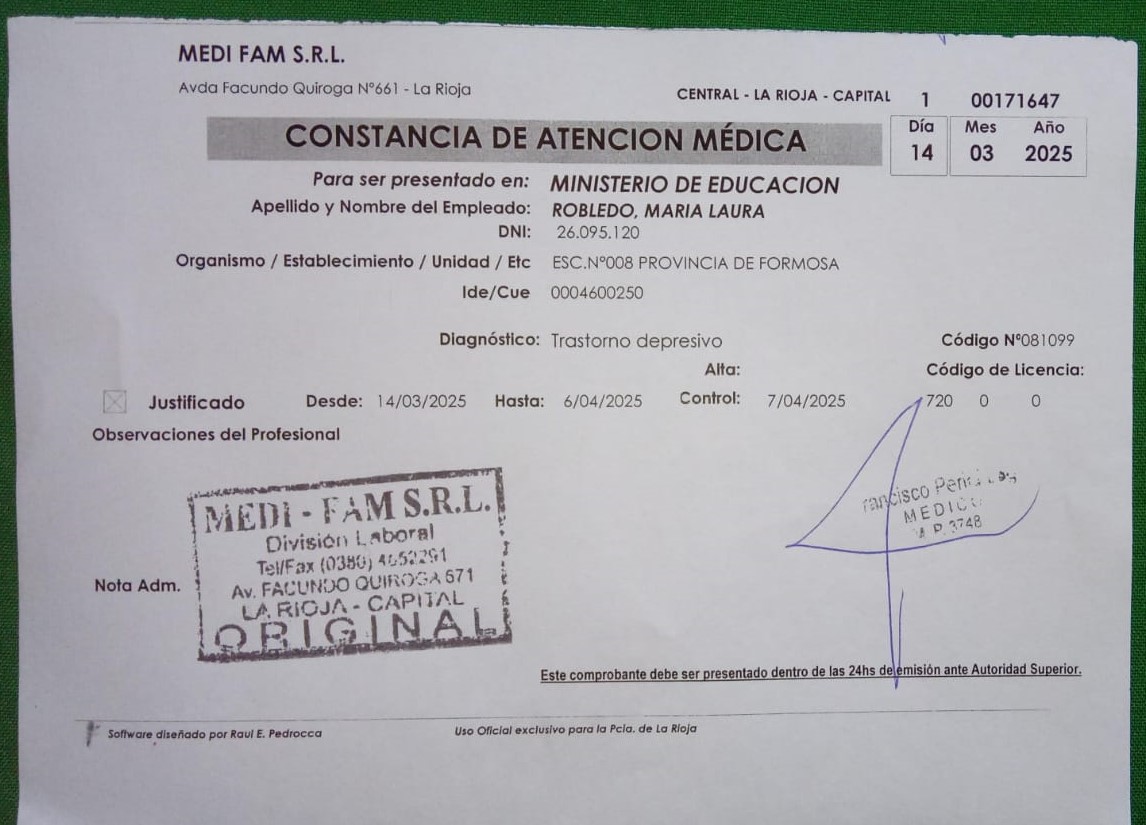 MEDI FAM S.R.L.
Avda Facundo Quiroga Nº661 - La Rioja
CENTRAL - LA RIOJA - CAPITAL 1 00171647
CONSTANCIA DE ATENCION MÉDICA
Día Mes Año
14 03 2025
Para ser presentado en: MINISTERIO DE EDUCACION
Apellido y Nombre del Empleado: ROBLEDO, MARIA LAURA
DNI: 26.095.120
Organismo / Establecimiento / Unidad / Etc ESC.Nº008 PROVINCIA DE FORMOSA
Ide/Cue 0004600250
Diagnóstico: Trastorno depresivo Código Nº081099
Alta: Código de Licencia:
Justificado Desde: 14/03/2025 Hasta: 6/04/2025 Control: 7/04/2025 720 0 0
Observaciones del Profesional
MEDI - FAM S.R.L.
División Laboral
Tel/Fax (0380) 4652291
Av. FACUNDO QUIROGA 671
LA RIOJA - CAPITAL
ORIGINAL
rancisco
MEDICO
M.P. 3748
Nota Adm.
Este comprobante debe ser presentado dentro de las 24hs de emisión ante Autoridad Superior.
Software diseñado por Raul E. Pedrocca
Uso Oficial exclusivo para la Pcia. de La Rioja